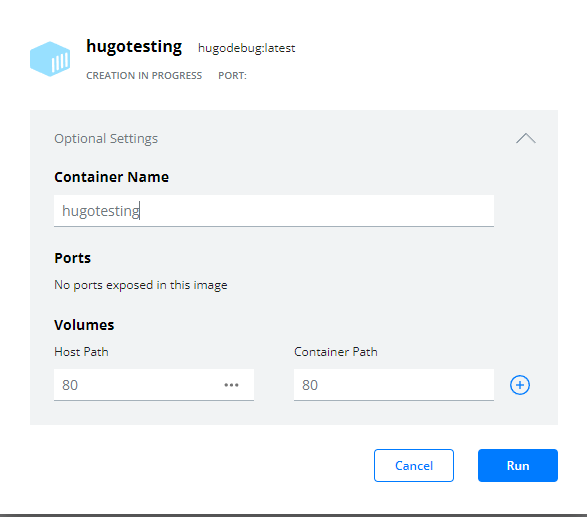 hugotesting hugodebug:latest
CREATION IN PROGRESS PORT:
Optional Settings
Container Name
hugotesting
Ports
No ports exposed in this image
Volumes
Host Path Container Path
80 ••• 80
Cancel Run